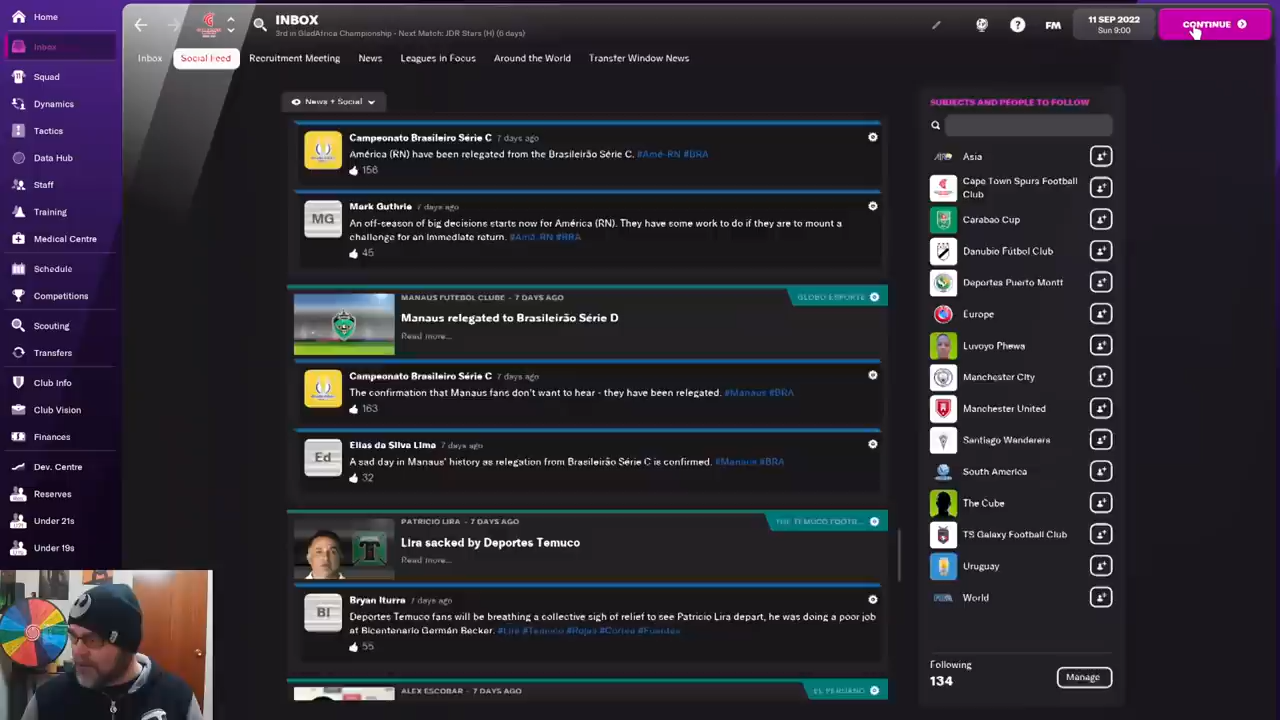 Home
INBOX
3rd in GladAfrica Championship - Next Match: JDR Stars (H) (6 days)
FM
11 SEP 2022
Sun 9:00
CONTINUE
Inbox
Inbox
Social Feed
Recruitment Meeting
News
Leagues in Focus
Around the World
Transfer Window News
Squad
Dynamics
Tactics
Data Hub
Staff
Training
Medical Centre
Schedule
Competitions
Scouting
Transfers
Club Info
Club Vision
Finances
Dev. Centre
Reserves
Under 21s
Under 19s
News + Social
Campeonato Brasileiro Série C 7 days ago
América (RN) have been relegated from the Brasileirão Série C. #Amé-RN #BRA
156
MG
Mark Guthrie 7 days ago
An off-season of big decisions starts now for América (RN). They have some work to do if they are to mount a
challenge for an immediate return. #Amé-RN #BRA
45
MANAUS FUTEBOL CLUBE - 7 DAYS AGO
GLOBO ESPORTE
Manaus relegated to Brasileirão Série D
Read more...
Campeonato Brasileiro Série C 7 days ago
The confirmation that Manaus fans don't want to hear - they have been relegated. #Manaus #BRA
163
Ed
Elias da Silva Lima 7 days ago
A sad day in Manaus' history as relegation from Brasileirão Série C is confirmed. #Manaus #BRA
32
PATRICIO LIRA - 7 DAYS AGO
THE TEMUCO FOOTB...
Lira sacked by Deportes Temuco
Read more...
BI
Bryan Iturra 7 days ago
Deportes Temuco fans will be breathing a collective sigh of relief to see Patricio Lira depart, he was doing a poor job
at Bicentenario Germán Becker. #Lira #Temuco #Rojas #Correa #Fuentes
55
ALEX ESCOBAR - 7 DAYS AGO
EL PERUANO
SUBJECTS AND PEOPLE TO FOLLOW
Asia
Cape Town Spurs Football
Club
Carabao Cup
Danubio Fútbol Club
Deportes Puerto Montt
Europe
Luvoyo Phewa
Manchester City
Manchester United
Santiago Wanderers
South America
The Cube
TS Galaxy Football Club
Uruguay
World
Following
134
Manage